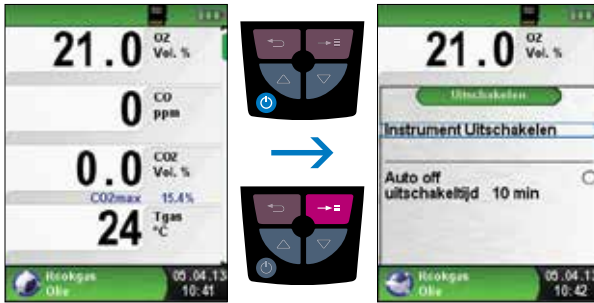 21.0 O2 Vol. %
0 CO ppm
0.0 CO2 Vol. %
CO2max 15.4%
24 Tgas °C
Rookgas 05.04.13
Olie 10:41
21.0 O2 Vol. %
Uitschakelen
Instrument Uitschakelen
Auto off
uitschakeltijd 10 min
Rookgas 05.04.13
Olie 10:42